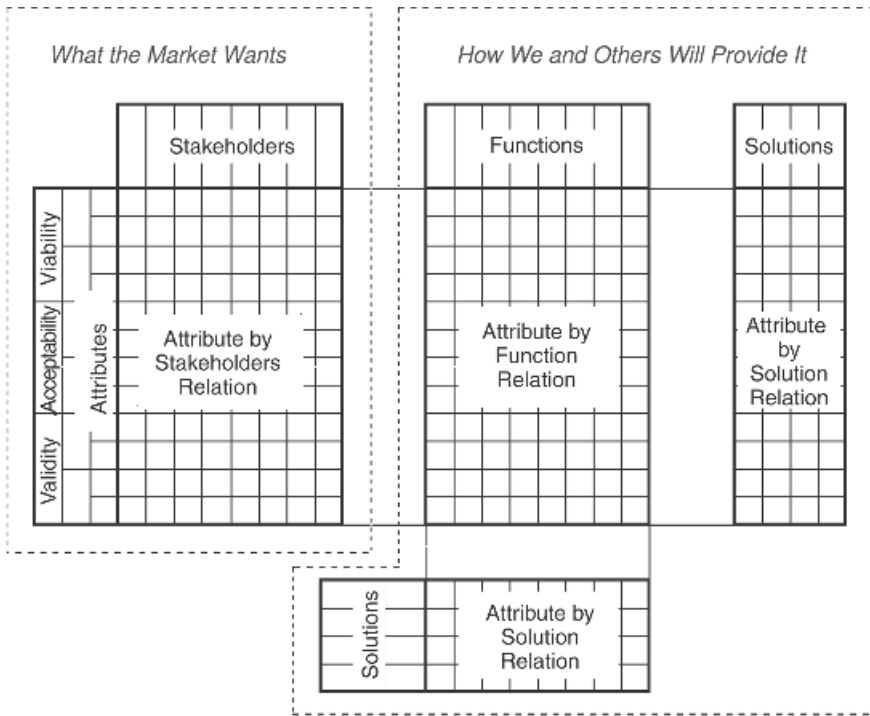 What the Market Wants
How We and Others Will Provide It
Stakeholders
Functions
Solutions
Viability
Acceptability
Validity
Attributes
Attribute by
Stakeholders
Relation
Attribute by
Function
Relation
Attribute
by
Solution
Relation
Solutions
Attribute by
Solution
Relation